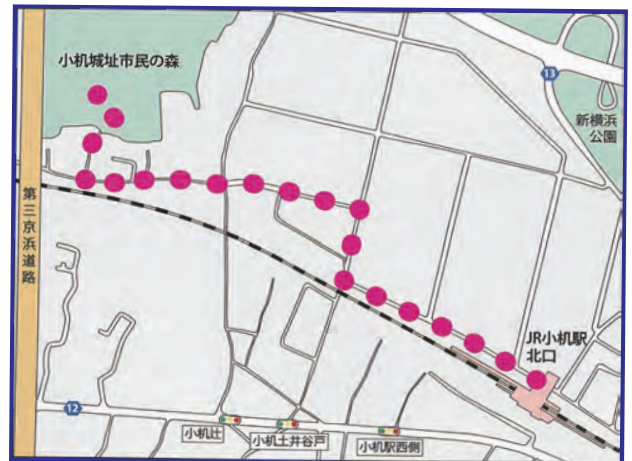 小机城址市民の森
13
新横浜
公園
第三京浜道路
JR小机駅
北口
12
小机辻
小机土井谷戸
小机駅西側